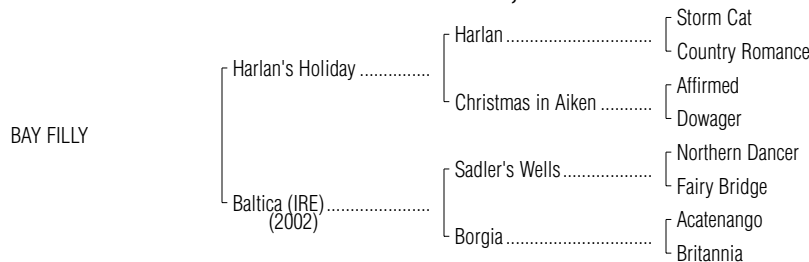 Storm Cat
Harlan
Country Romance
Harlan's Holiday
Affirmed
Christmas in Aiken
Dowager
BAY FILLY
Northern Dancer
Sadler's Wells
Fairy Bridge
Baltica (IRE)
(2002)
Acatenango
Borgia
Britannia